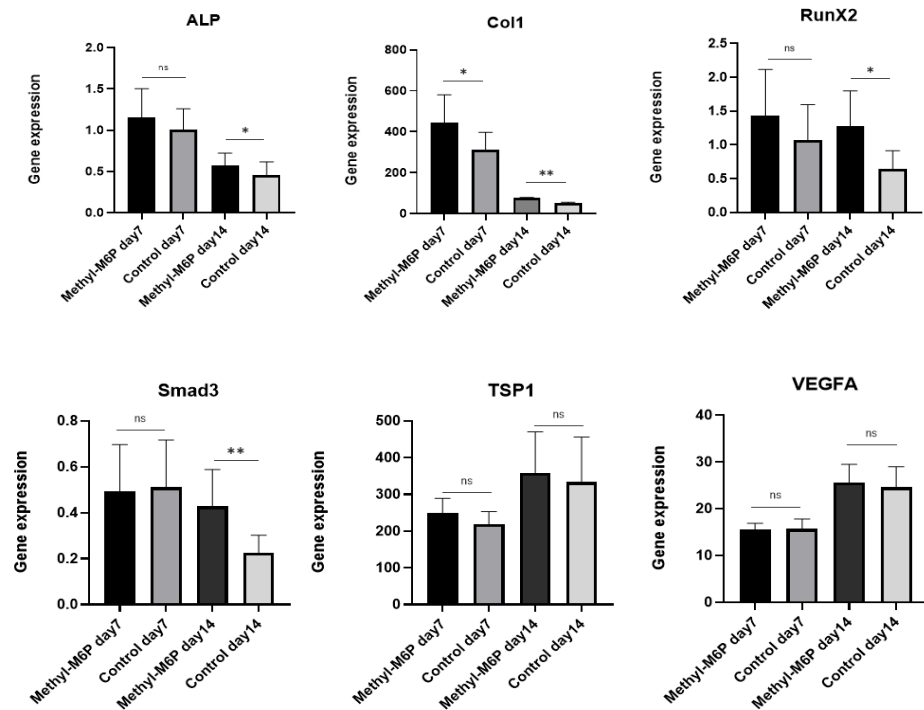 ALP
Gene expression
2.0
1.5
1.0
0.5
0.0
ns
*
Methyl-M6P day7
Control day7
Methyl-M6P day14
Control day14
Col1
Gene expression
800
600
400
200
0
*
**
Methyl-M6P day7
Control day7
Methyl-M6P day14
Control day14
RunX2
Gene expression
2.5
2.0
1.5
1.0
0.5
0.0
ns
*
Methyl-M6P day7
Control day7
Methyl-M6P day14
Control day14
Smad3
Gene expression
0.8
0.6
0.4
0.2
0.0
ns
**
Methyl-M6P day7
Control day7
Methyl-M6P day14
Control day14
TSP1
Gene expression
500
400
300
200
100
0
ns
ns
Methyl-M6P day7
Control day7
Methyl-M6P day14
Control day14
VEGFA
Gene expression
40
30
20
10
0
ns
ns
Methyl-M6P day7
Control day7
Methyl-M6P day14
Control day14